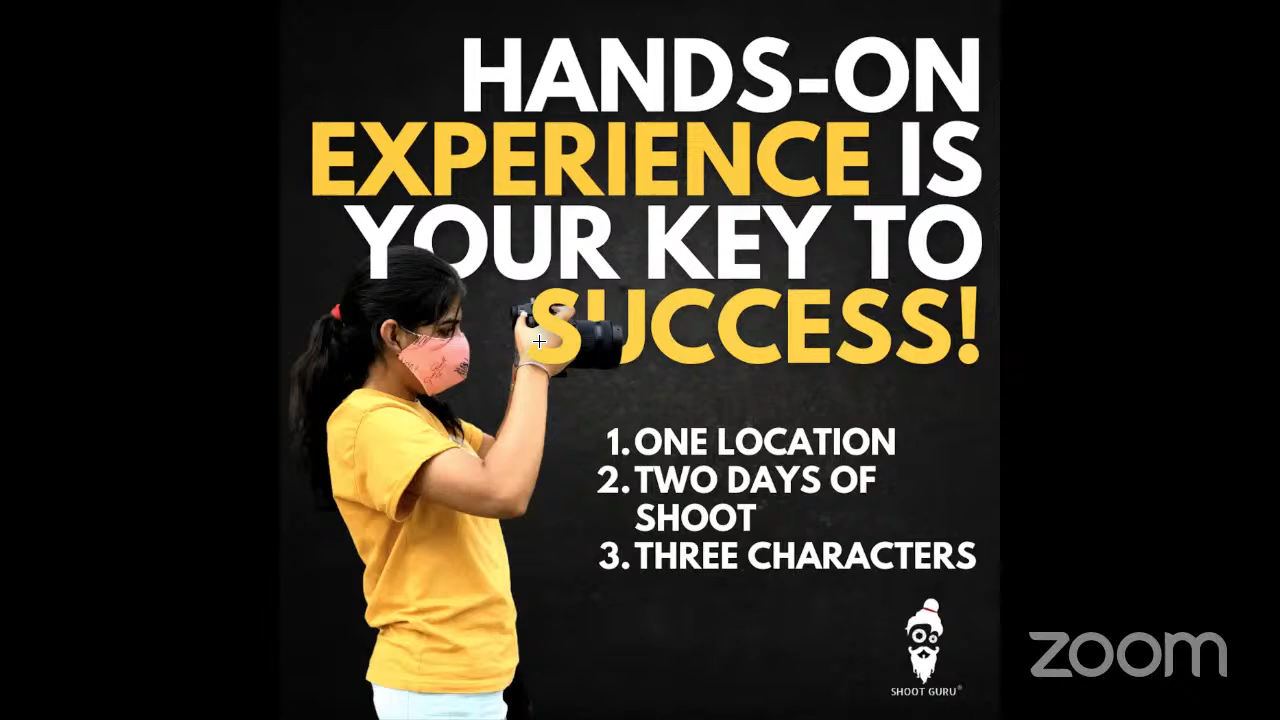 HANDS-ON
EXPERIENCE IS
YOUR KEY TO
SUCCESS!
1. ONE LOCATION
2. TWO DAYS OF
SHOOT
3. THREE CHARACTERS
SHOOT GURU®
zoom